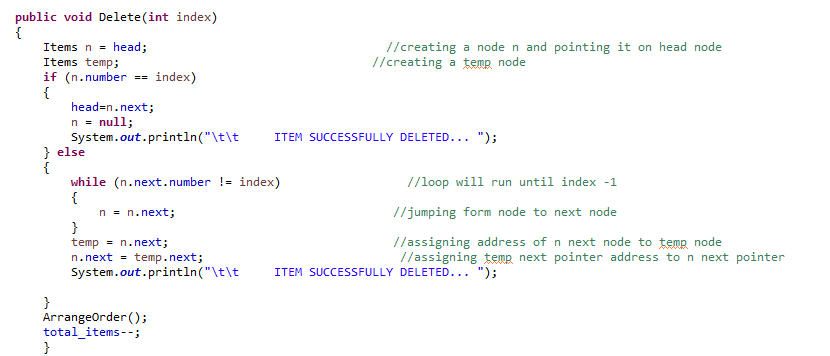 public void Delete(int index)
{
Items n = head; //creating a node n and pointing it on head node
Items temp; //creating a temp node
if (n.number == index)
{
head=n.next;
n = null;
System.out.println("\t\t ITEM SUCCESSFULLY DELETED... ");
} else
{
while (n.next.number != index) //loop will run until index -1
{
n = n.next; //jumping form node to next node
}
temp = n.next; //assigning address of n next node to temp node
n.next = temp.next; //assigning temp next pointer address to n next pointer
System.out.println("\t\t ITEM SUCCESSFULLY DELETED... ");
}
ArrangeOrder();
total_items--;
}